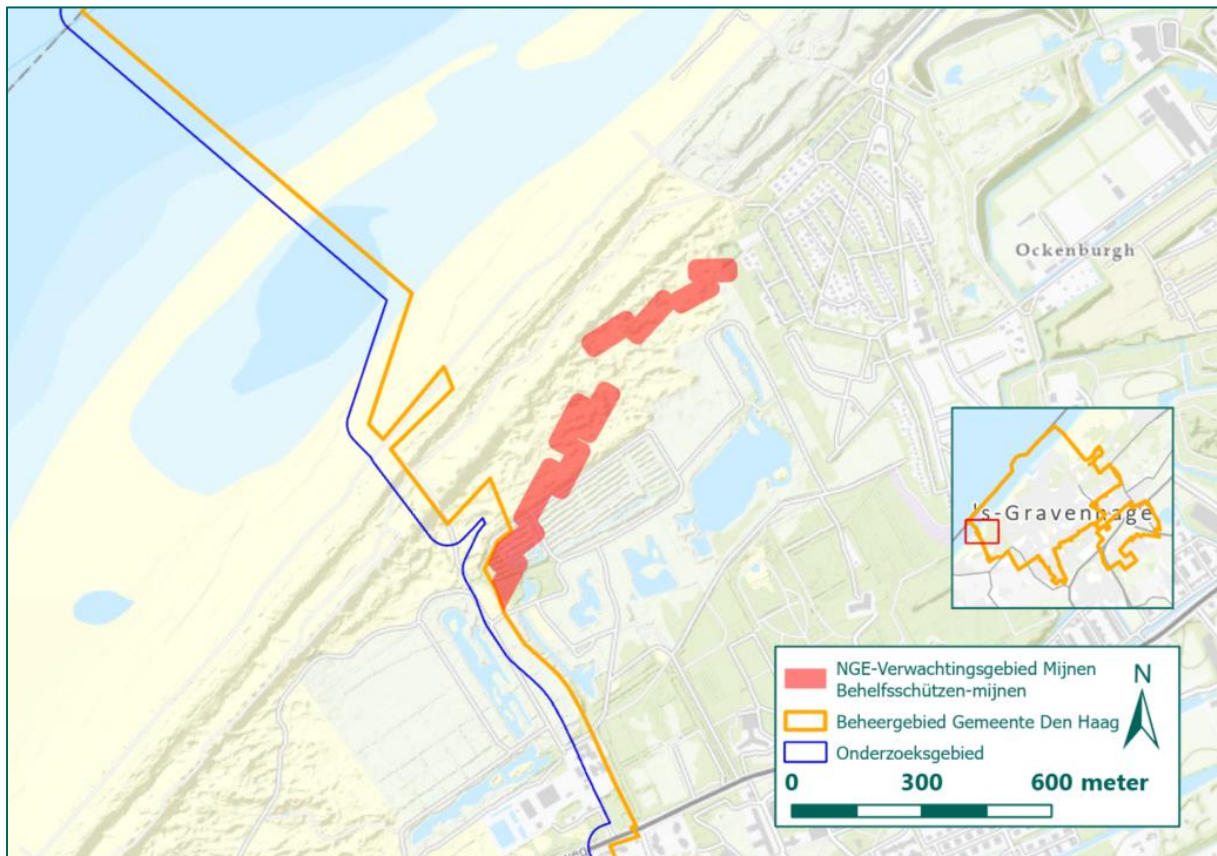 Ockenburgh
's-Gravenhage
NGE-Verwachtingsgebied Mijnen
Behelfsschützen-mijnen
Beheergebied Gemeente Den Haag
Onderzoeksgebied
N
0 300 600 meter